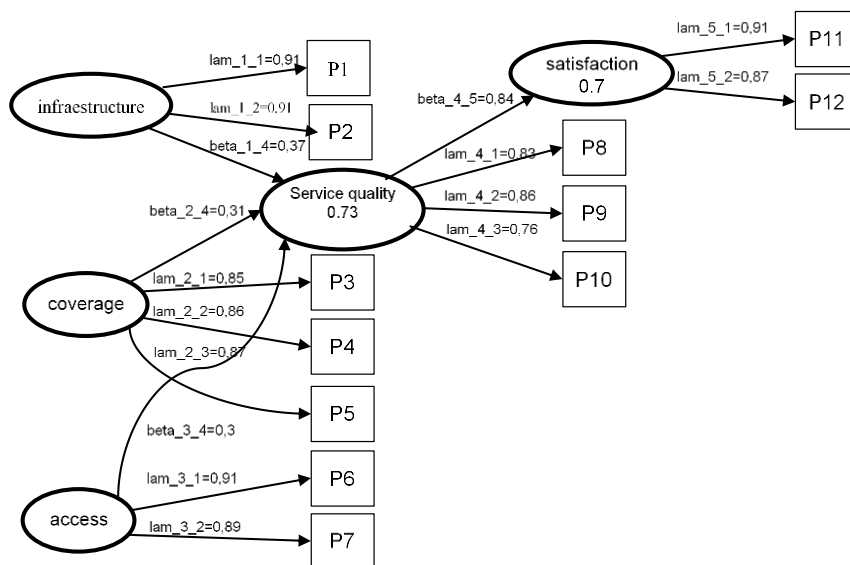 lam_1_1=0,91
P1
infraestructure
lam_1_2=0,91
P2
beta_1_4=0,37
satisfaction
0.7
lam_5_1=0,91
P11
lam_5_2=0,87
P12
beta_4_5=0,84
lam_4_1=0,83
P8
Service quality
0.73
lam_4_2=0,86
P9
lam_4_3=0,76
P10
beta_2_4=0,31
coverage
lam_2_1=0,85
P3
lam_2_2=0,86
P4
lam_2_3=0,87
P5
beta_3_4=0,3
access
lam_3_1=0,91
P6
lam_3_2=0,89
P7